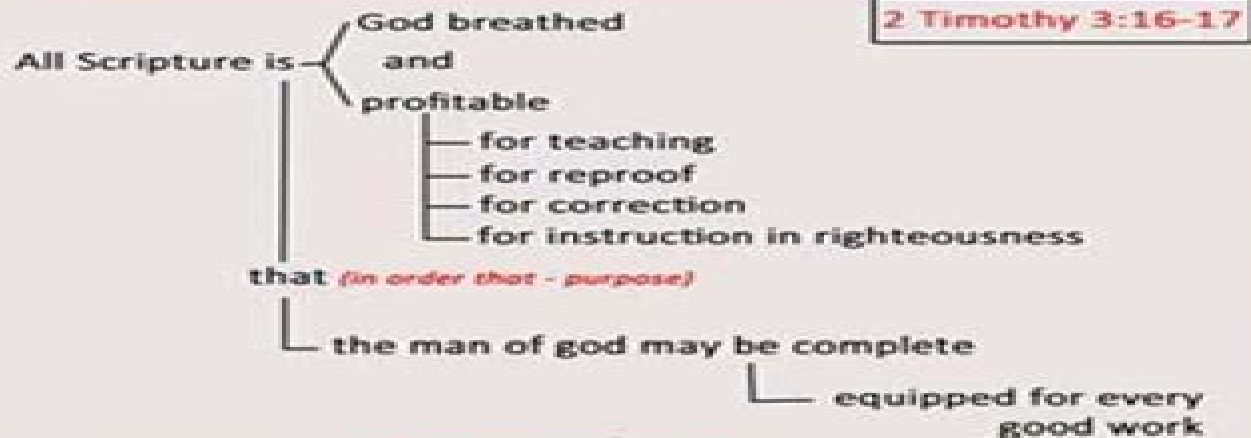 2 Timothy 3:16-17
God breathed
All Scripture is
and
profitable
for teaching
for reproof
for correction
for instruction in righteousness
that (in order that - purpose)
the man of god may be complete
equipped for every
good work